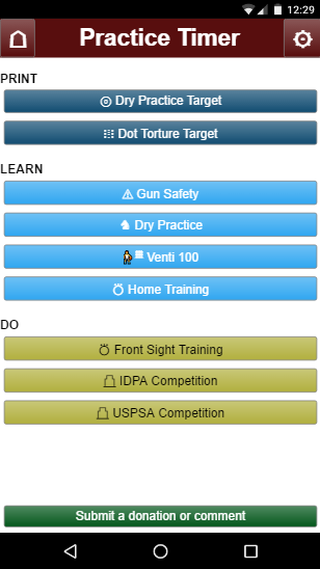 12:29
Practice Timer
PRINT
Dry Practice Target
Dot Torture Target
LEARN
Gun Safety
Dry Practice
Venti 100
Home Training
DO
Front Sight Training
IDPA Competition
USPSA Competition
Submit a donation or comment